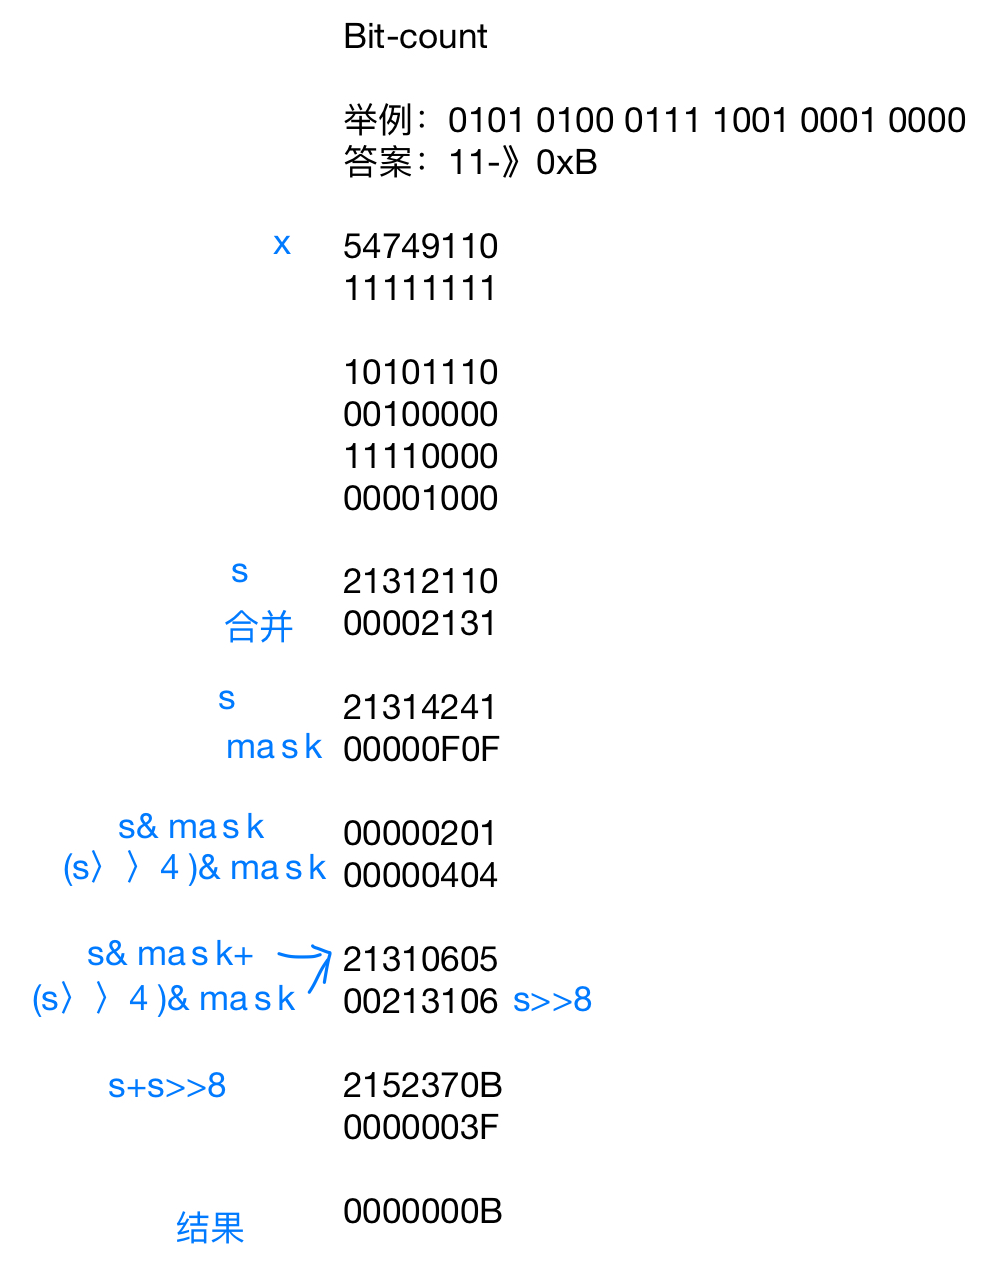 Bit-count
举例：0101 0100 0111 1001 0001 0000
答案：11-》0xB
x 54749110
11111111
10101110
00100000
11110000
00001000
s 21312110
合并 00002131
s 21314241
mask 00000F0F
s& mask 00000201
(s〉〉4 )& mask 00000404
s& mask+ 21310605
(s〉〉4 )& mask 00213106 s>>8
s+s>>8 2152370B
0000003F
结果 0000000B